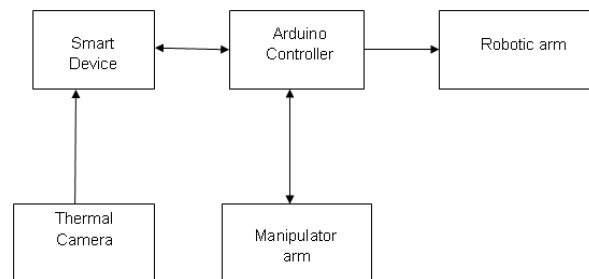 Smart
Device
Arduino
Controller
Robotic arm
Thermal
Camera
Manipulator
arm